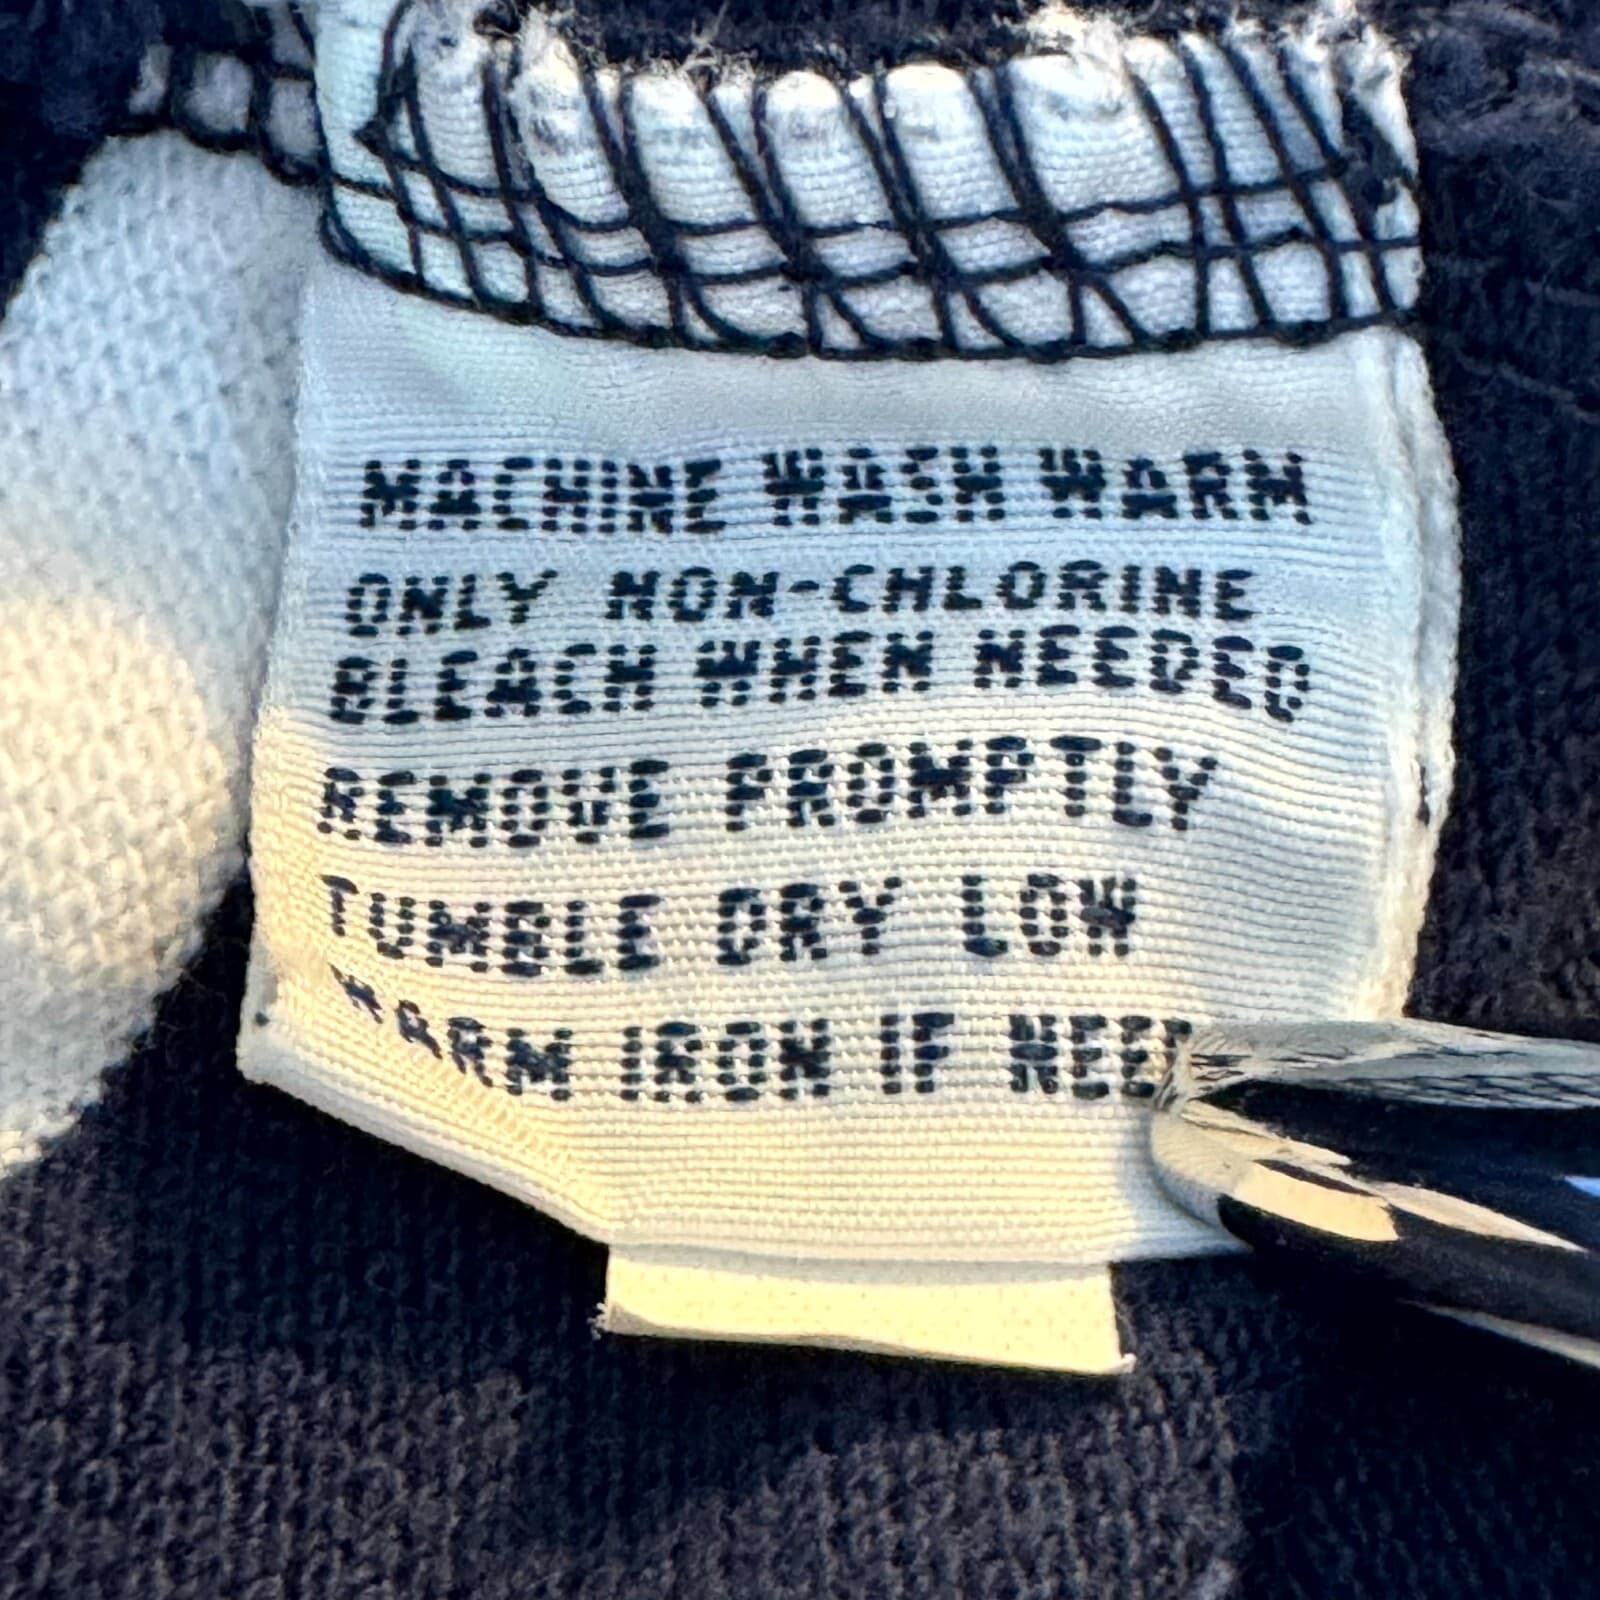 MACHINE WASH WARM
ONLY NON-CHLORINE
BLEACH WHEN NEEDED
REMOVE PROMPTLY
TUMBLE DRY LOW
WARM IRON IF